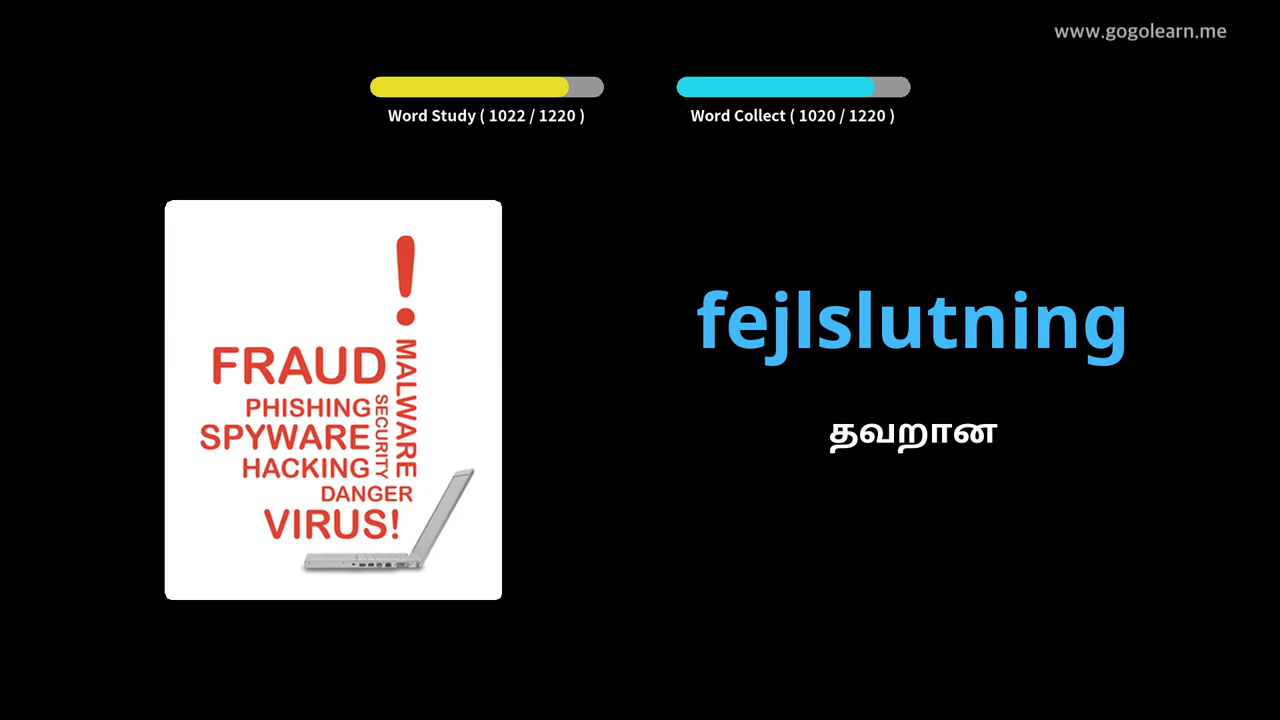 www.gogolearn.me
Word Study ( 1022 / 1220 )
Word Collect ( 1020 / 1220 )
!
FRAUD
MALWARE
PHISHING
SECURITY
SPYWARE
HACKING
DANGER
VIRUS!
fejlslutning
தவறான